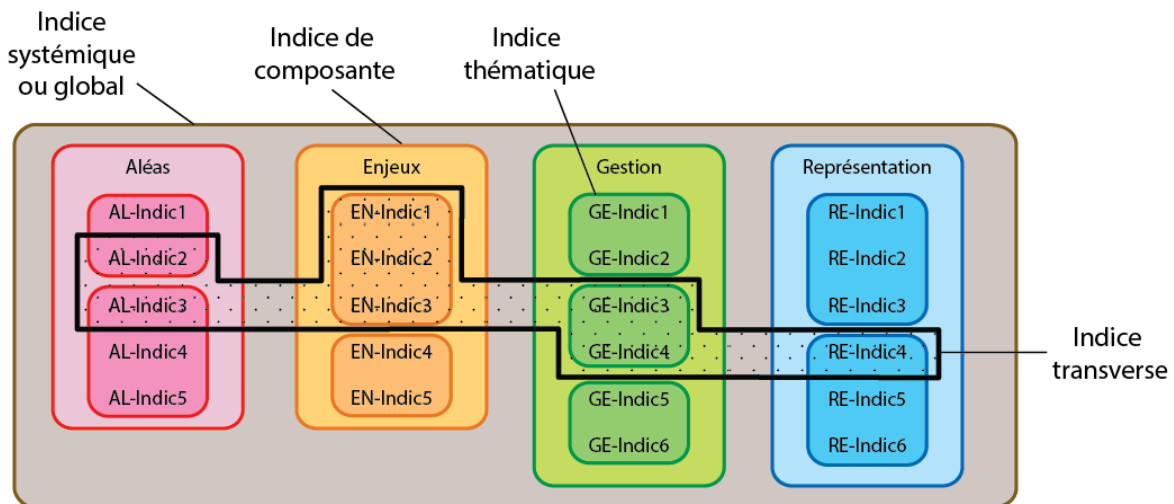 Indice
systémique
ou global
Indice de
composante
Indice
thématique
Aléas
AL-Indic1
AL-Indic2
AL-Indic3
AL-Indic4
AL-Indic5
Enjeux
EN-Indic1
EN-Indic2
EN-Indic3
EN-Indic4
EN-Indic5
Gestion
GE-Indic1
GE-Indic2
GE-Indic3
GE-Indic4
GE-Indic5
GE-Indic6
Représentation
RE-Indic1
RE-Indic2
RE-Indic3
RE-Indic4
RE-Indic5
RE-Indic6
Indice
transverse